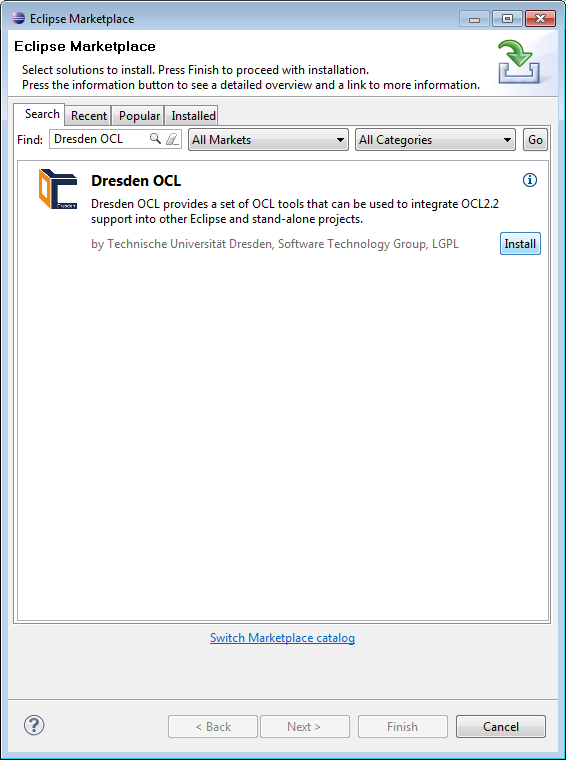 Eclipse Marketplace
Eclipse Marketplace
Select solutions to install. Press Finish to proceed with installation.
Press the information button to see a detailed overview and a link to more information.
Search Recent Popular Installed
Find: Dresden OCL All Markets All Categories Go
Dresden
Dresden OCL
Dresden OCL provides a set of OCL tools that can be used to integrate OCL2.2
support into other Eclipse and stand-alone projects.
by Technische Universität Dresden, Software Technology Group, LGPL Install
Switch Marketplace catalog
? < Back Next > Finish Cancel